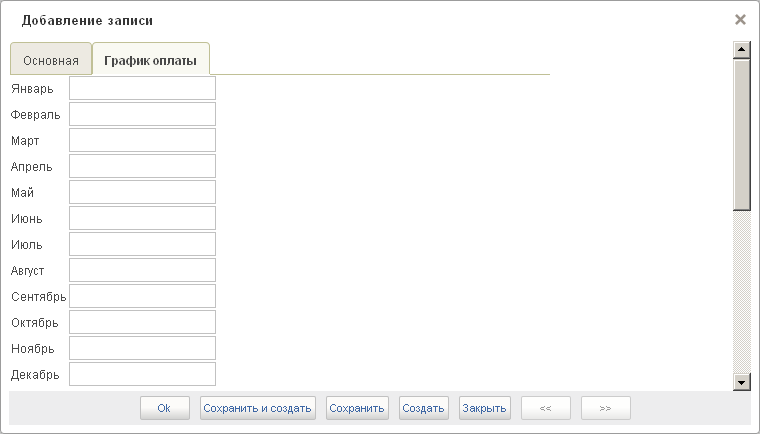 Добавление записи
Основная График оплаты
Январь
Февраль
Март
Апрель
Май
Июнь
Июль
Август
Сентябрь
Октябрь
Ноябрь
Декабрь
Ok Сохранить и создать Сохранить Создать Закрыть << >>